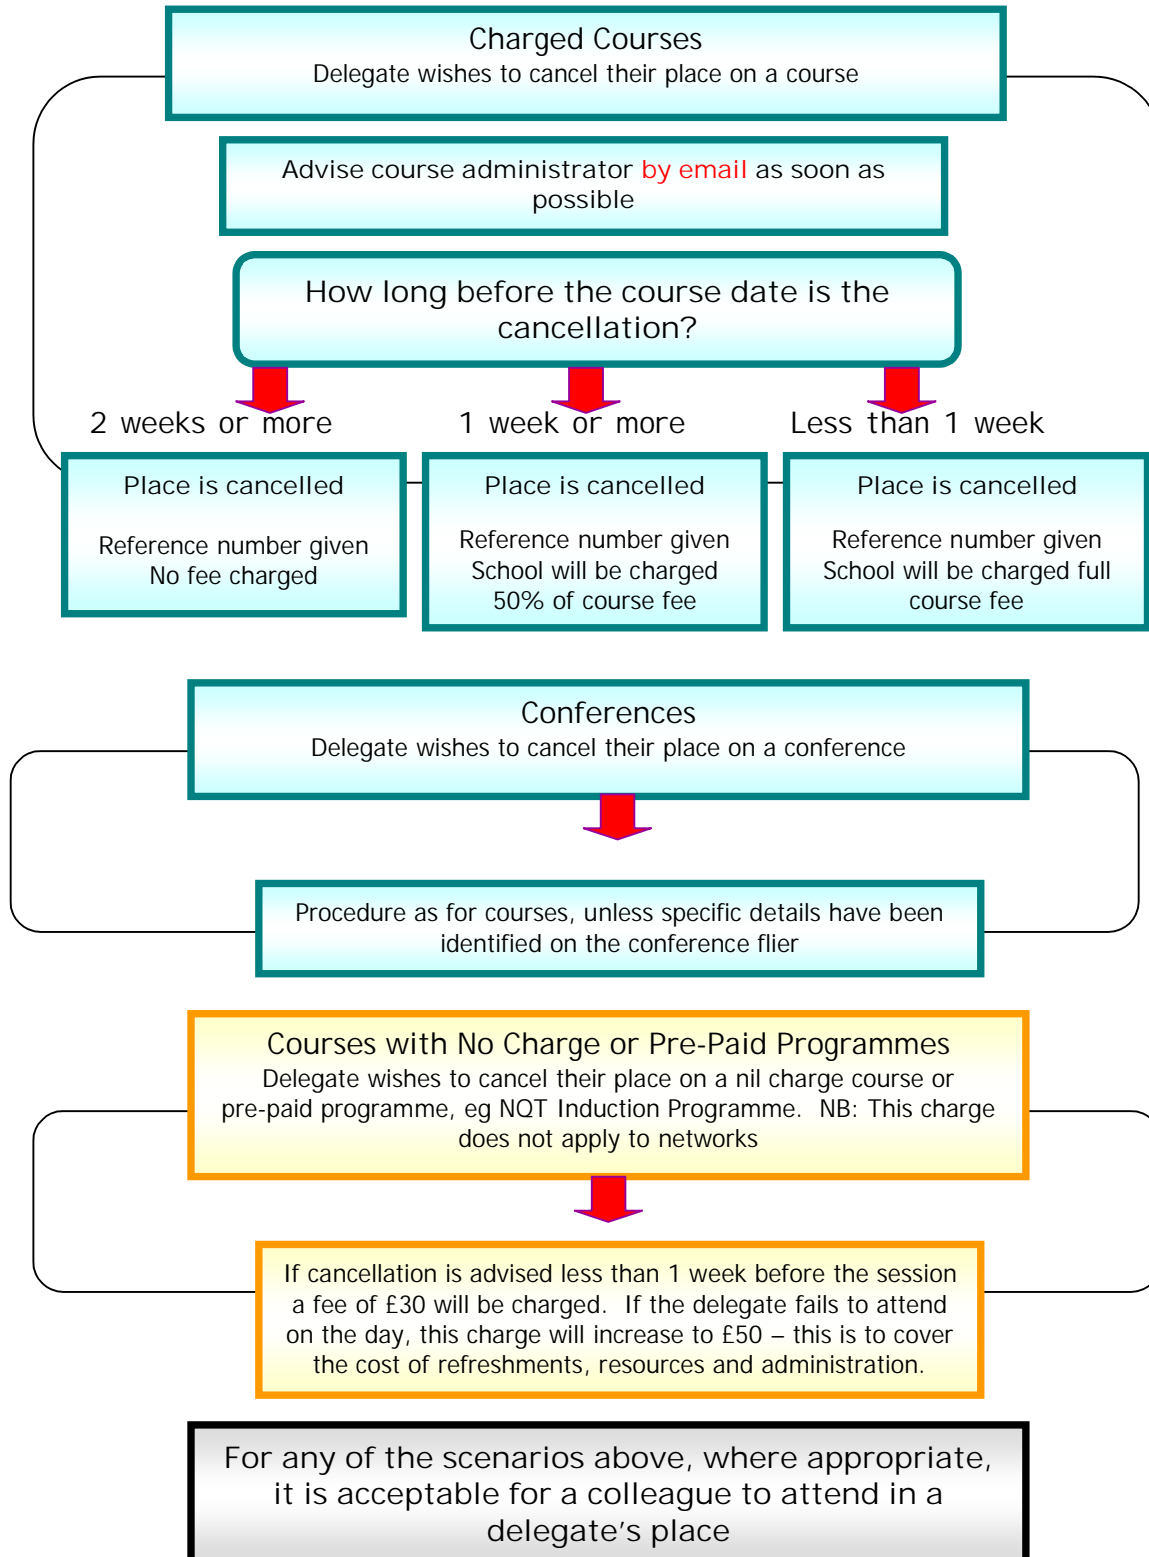 Charged Courses
Delegate wishes to cancel their place on a course
Advise course administrator by email as soon as
possible
How long before the course date is the
cancellation?
2 weeks or more
1 week or more
Less than 1 week
Place is cancelled
Reference number given
No fee charged
Place is cancelled
Reference number given
School will be charged
50% of course fee
Place is cancelled
Reference number given
School will be charged full
course fee
Conferences
Delegate wishes to cancel their place on a conference
Procedure as for courses, unless specific details have been
identified on the conference flier
Courses with No Charge or Pre-Paid Programmes
Delegate wishes to cancel their place on a nil charge course or
pre-paid programme, eg NQT Induction Programme.  NB: This charge
does not apply to networks
If cancellation is advised less than 1 week before the session
a fee of £30 will be charged.  If the delegate fails to attend
on the day, this charge will increase to £50 – this is to cover
the cost of refreshments, resources and administration.
For any of the scenarios above, where appropriate,
it is acceptable for a colleague to attend in a
delegate's place